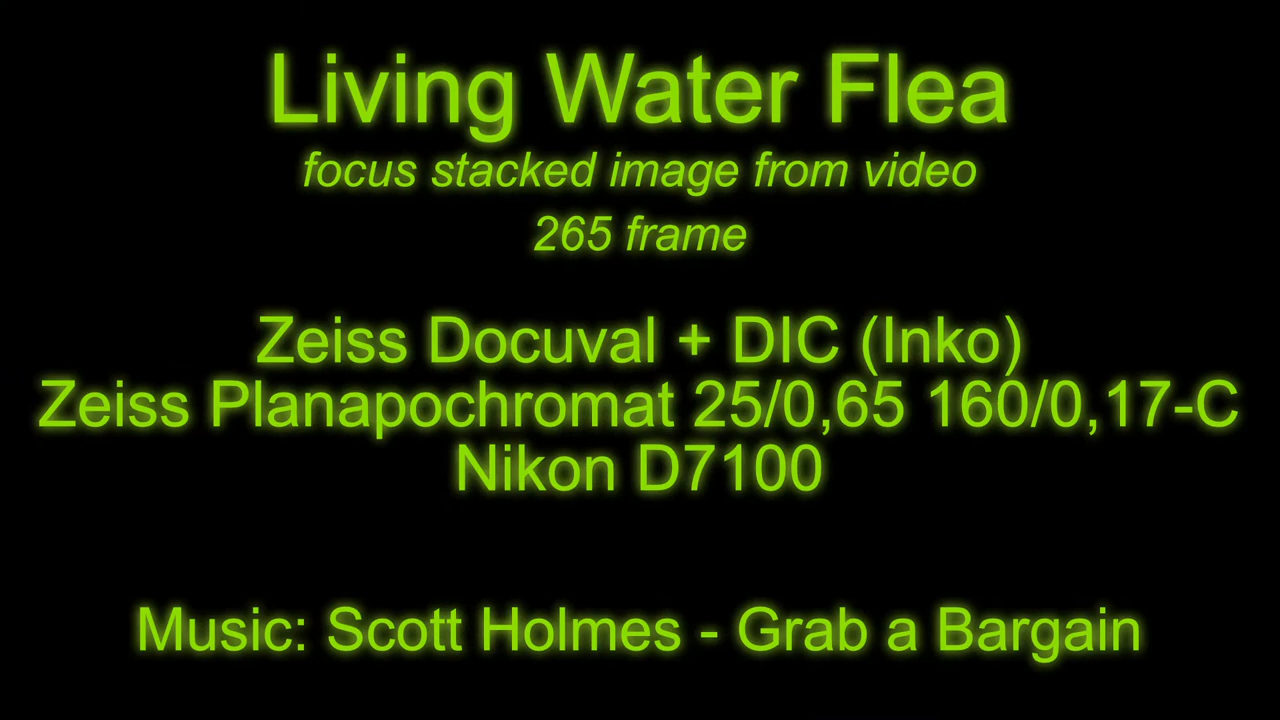 Living Water Flea
focus stacked image from video
265 frame
Zeiss Docuval + DIC (Inko)
Zeiss Planapochromat 25/0,65 160/0,17-C
Nikon D7100
Music: Scott Holmes - Grab a Bargain